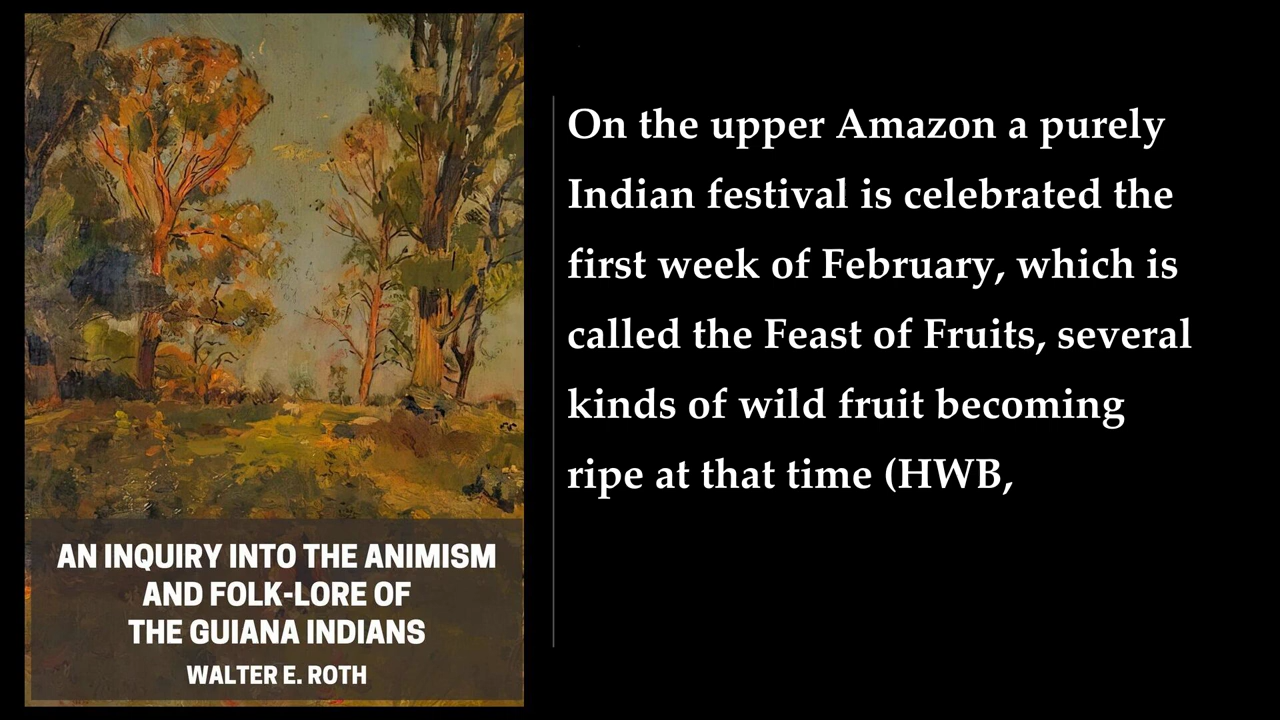 On the upper Amazon a purely
Indian festival is celebrated the
first week of February, which is
called the Feast of Fruits, several
kinds of wild fruit becoming
ripe at that time (HWB,
AN INQUIRY INTO THE ANIMISM
AND FOLK-LORE OF
THE GUIANA INDIANS
WALTER E. ROTH